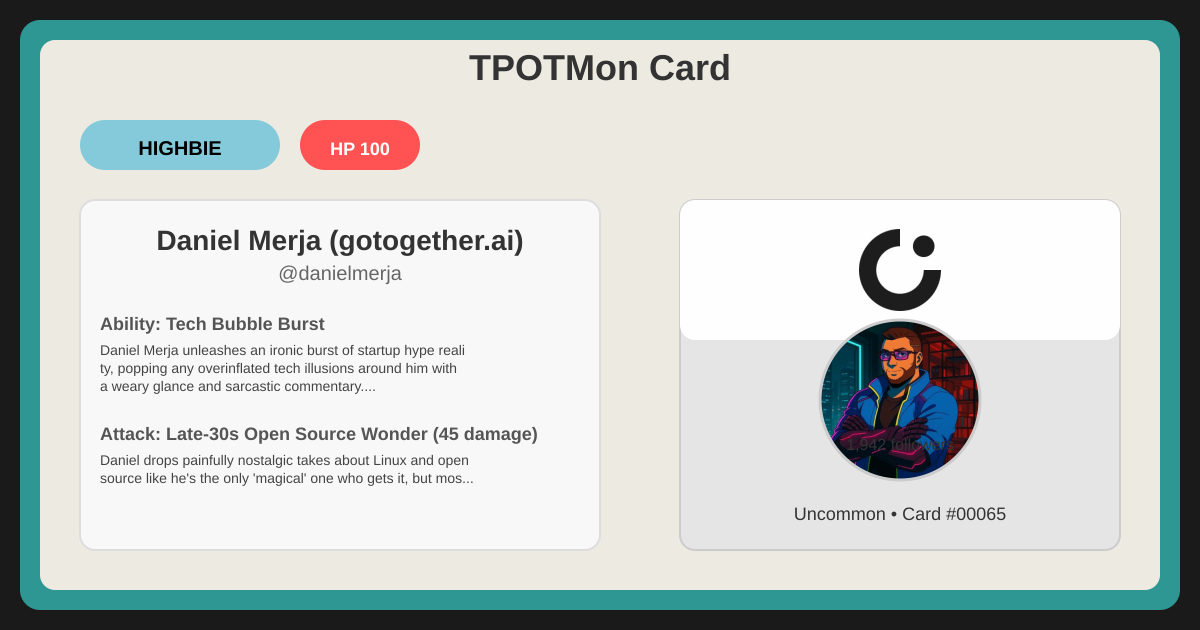 TPOTMon Card
HIGHBIE
HP 100
Daniel Merja (gotogether.ai)
@danielmerja
Ability: Tech Bubble Burst
Daniel Merja unleashes an ironic burst of startup hype reali
ty, popping any overinflated tech illusions around him with
a weary glance and sarcastic commentary....
Attack: Late-30s Open Source Wonder (45 damage)
Daniel drops painfully nostalgic takes about Linux and open
source like he's the only 'magical' one who gets it, but mos...
1,942 followers
Uncommon • Card #00065